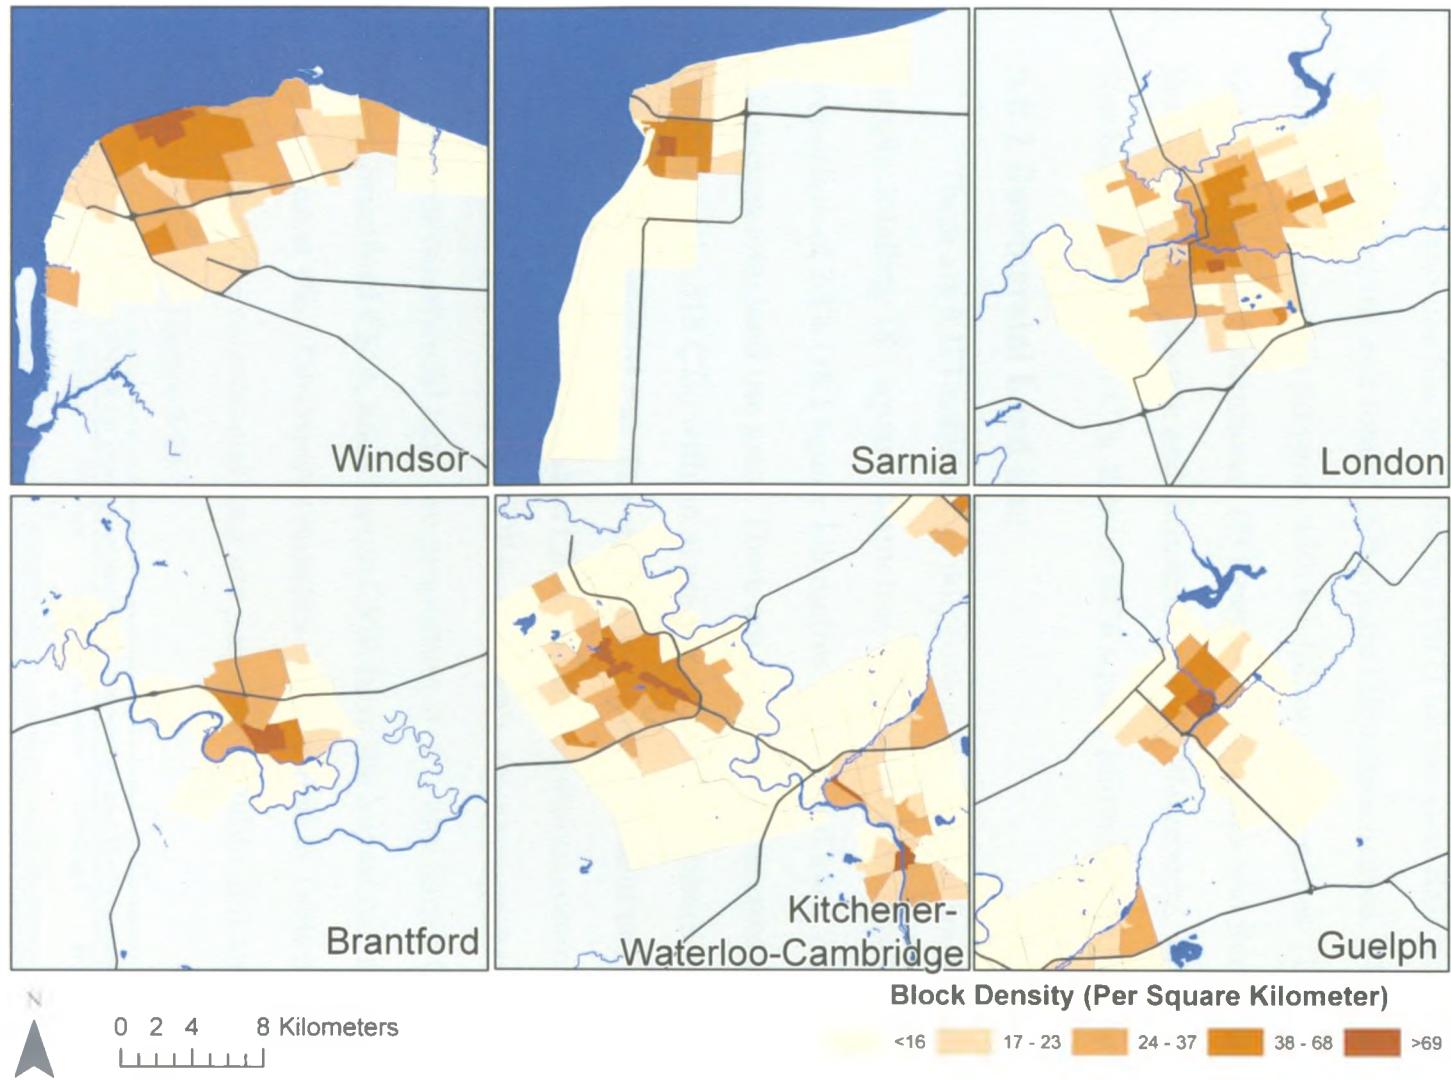 Windsor
Sarnia
London
Brantford
Kitchener-
Waterloo-Cambridge
Guelph
Block Density (Per Square Kilometer)
N
0 2 4 8 Kilometers
<16 17 - 23 24 - 37 38 - 68 >69